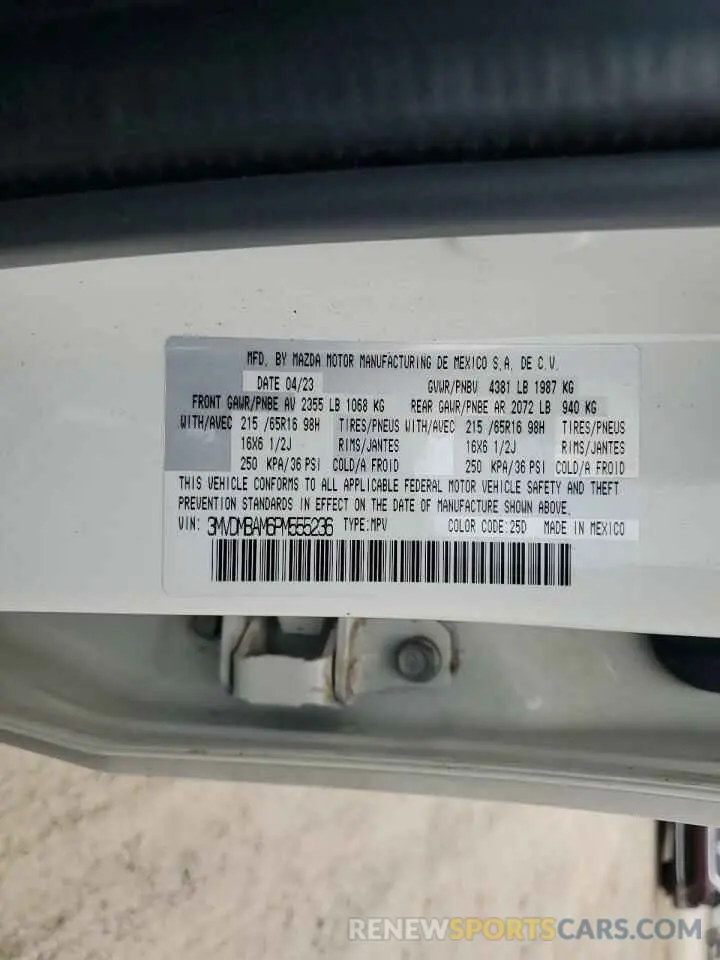 MFD. BY MAZDA MOTOR MANUFACTURING DE MEXICO S.A. DE C.V.
DATE 04/23 GVWR/PNBV 4381 LB 1987 KG
FRONT GAWR/PNBE AV 2355 LB 1068 KG REAR GAWR/PNBE AR 2072 LB 940 KG
WITH/AVEC 215 /65R16 98H TIRES/PNEUS WITH/AVEC 215 /65R16 98H TIRES/PNEUS
16X6 1/2J RIMS/JANTES 16X6 1/2J RIMS/JANTES
250 KPA/36 PSI COLD/A FROID 250 KPA/36 PSI COLD/A FROID
THIS VEHICLE CONFORMS TO ALL APPLICABLE FEDERAL MOTOR VEHICLE SAFETY AND THEFT
PREVENTION STANDARDS IN EFFECT ON THE DATE OF MANUFACTURE SHOWN ABOVE.
VIN: 3MVDMBAM6PM555236 TYPE:MPV COLOR CODE:25D MADE IN MEXICO
RENEWSPORTSCARS.COM